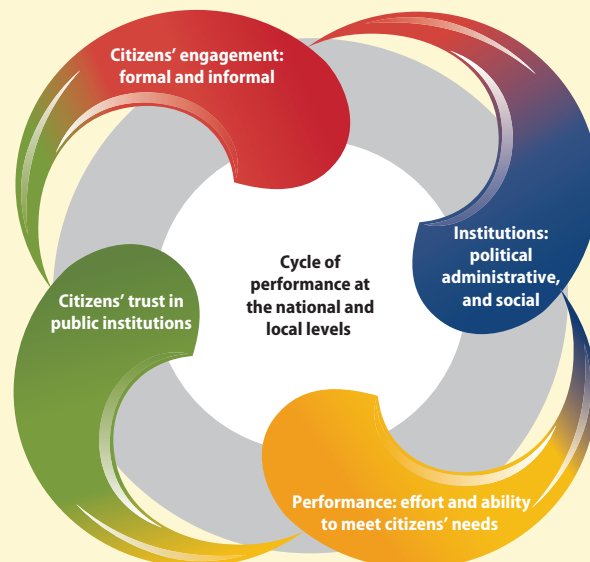 Citizens’ engagement:
formal and informal
Institutions:
political
administrative,
and social
Cycle of
performance at
the national and
local levels
Citizens’ trust in
public institutions
Performance: effort and ability
to meet citizens’ needs